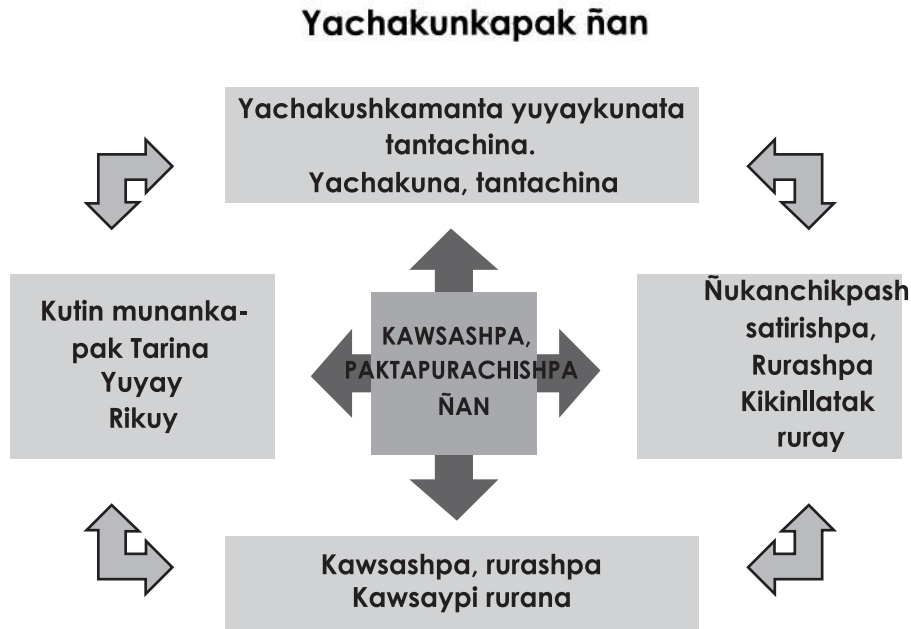 Yachakunkapak ñan
Yachakushkamanta yuyaykunata
tantachina.
Yachakuna, tantachina
Kutin munanka-
pak Tarina
Yuyay
Rikuy
KAWSASHPA,
PAKTAPURACHISHPA
ÑAN
Ñukanchikpash
satirishpa,
Rurashpa
Kikinllatak
ruray
Kawsashpa, rurashpa
Kawsaypi rurana